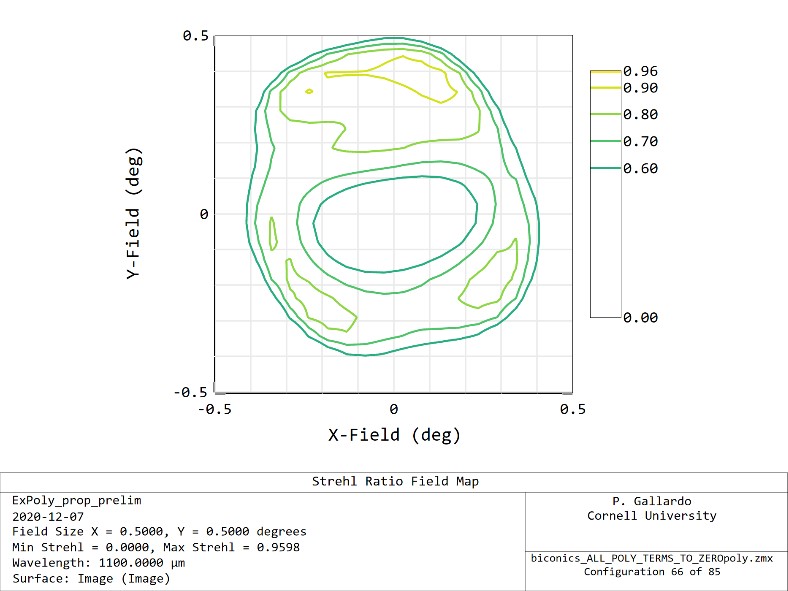 0.5
0
-0.5
Y-Field (deg)
-0.5
0
0.5
X-Field (deg)
0.96
0.90
0.80
0.70
0.60
0.00
Strehl Ratio Field Map
ExPoly_prop_prelim
2020-12-07
Field Size X = 0.5000, Y = 0.5000 degrees
Min Strehl = 0.0000, Max Strehl = 0.9598
Wavelength: 1100.0000 µm
Surface: Image (Image)
P. Gallardo
Cornell University
biconics_ALL_POLY_TERMS_TO_ZEROpoly.zmx
Configuration 66 of 85